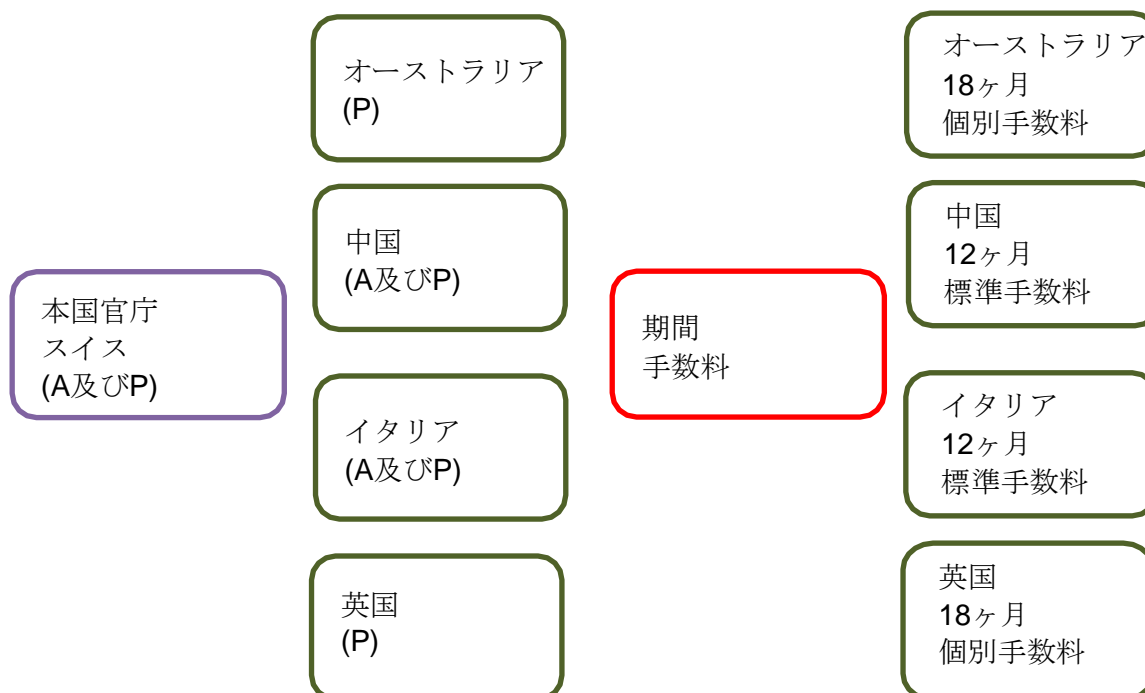 本国官庁
スイス
(A及びP)
オーストラリア
(P)
中国
(A及びP)
イタリア
(A及びP)
英国
(P)
期間
手数料
オーストラリア
18ヶ月
個別手数料
中国
12ヶ月
標準手数料
イタリア
12ヶ月
標準手数料
英国
18ヶ月
個別手数料